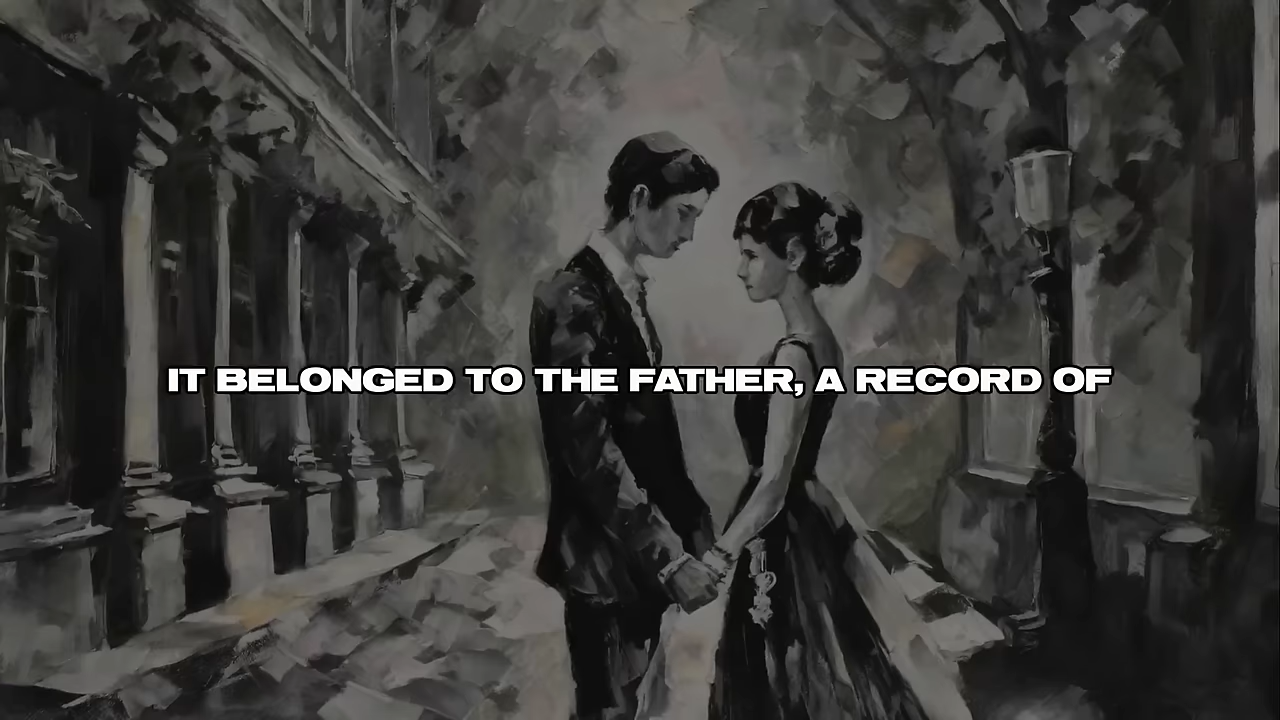 IT BELONGED TO THE FATHER, A RECORD OF